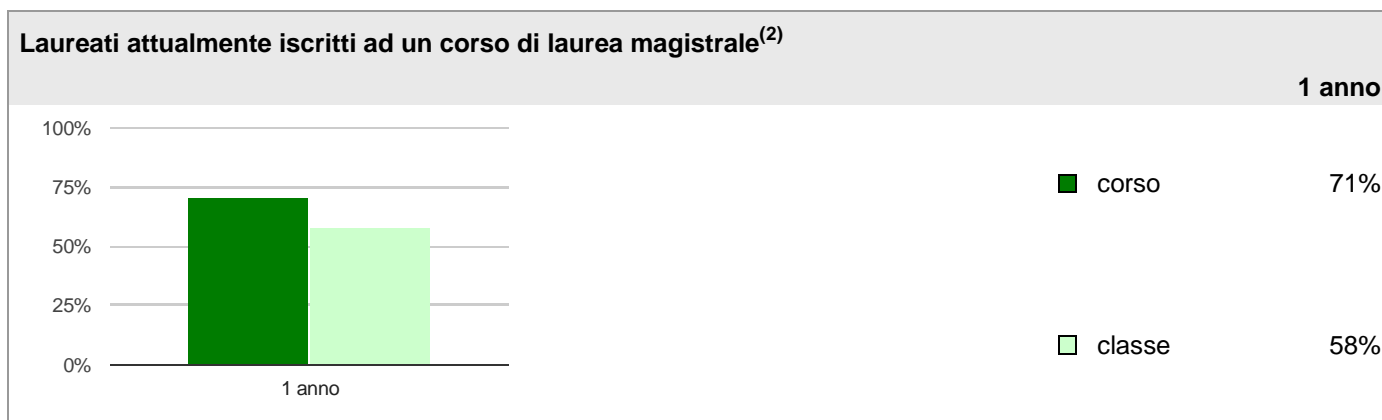 Laureati attualmente iscritti ad un corso di laurea magistrale(2)
1 anno
100%
75%
50%
25%
0%
1 anno
corso 71%
classe 58%